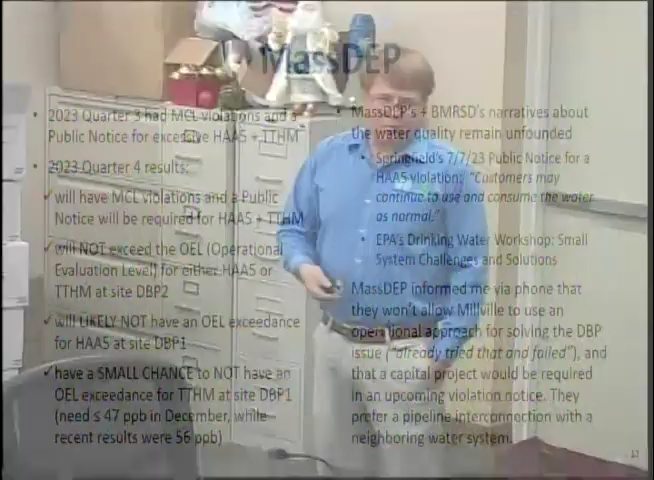 MassDEP
• 2023 Quarter 3 had MCL violations and a
Public Notice for excessive HAA5 + TTHM
• 2023 Quarter 4 results:
✓ will have MCL violations and a Public
Notice will be required for HAA5 + TTHM
✓ will NOT exceed the OEL (Operational
Evaluation Level) for either HAA5 or
TTHM at site DBP2
✓ will LIKELY NOT have an OEL exceedance
for HAA5 at site DBP1
✓ have a SMALL CHANCE to NOT have an
OEL exceedance for TTHM at site DBP1
(need ≤ 47 ppb in December, while
recent results were 56 ppb)
• MassDEP's + BMRSD's narratives about
the water quality remain unfounded
• Springfield's 7/7/23 Public Notice for a
HAA5 violation: "Customers may
continue to use and consume the water
as normal."
• EPA's Drinking Water Workshop: Small
System Challenges and Solutions
MassDEP informed me via phone that
they won't allow Millville to use an
operational approach for solving the DBP
issue ("already tried that and failed"), and
that a capital project would be required
in an upcoming violation notice. They
prefer a pipeline interconnection with a
neighboring water system.